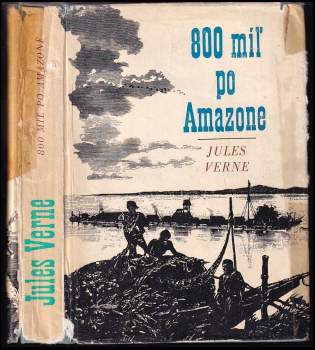 800 míľ
po
Amazone
JULES
VERNE
Jules Verne
800 MÍĽ PO AMAZONE